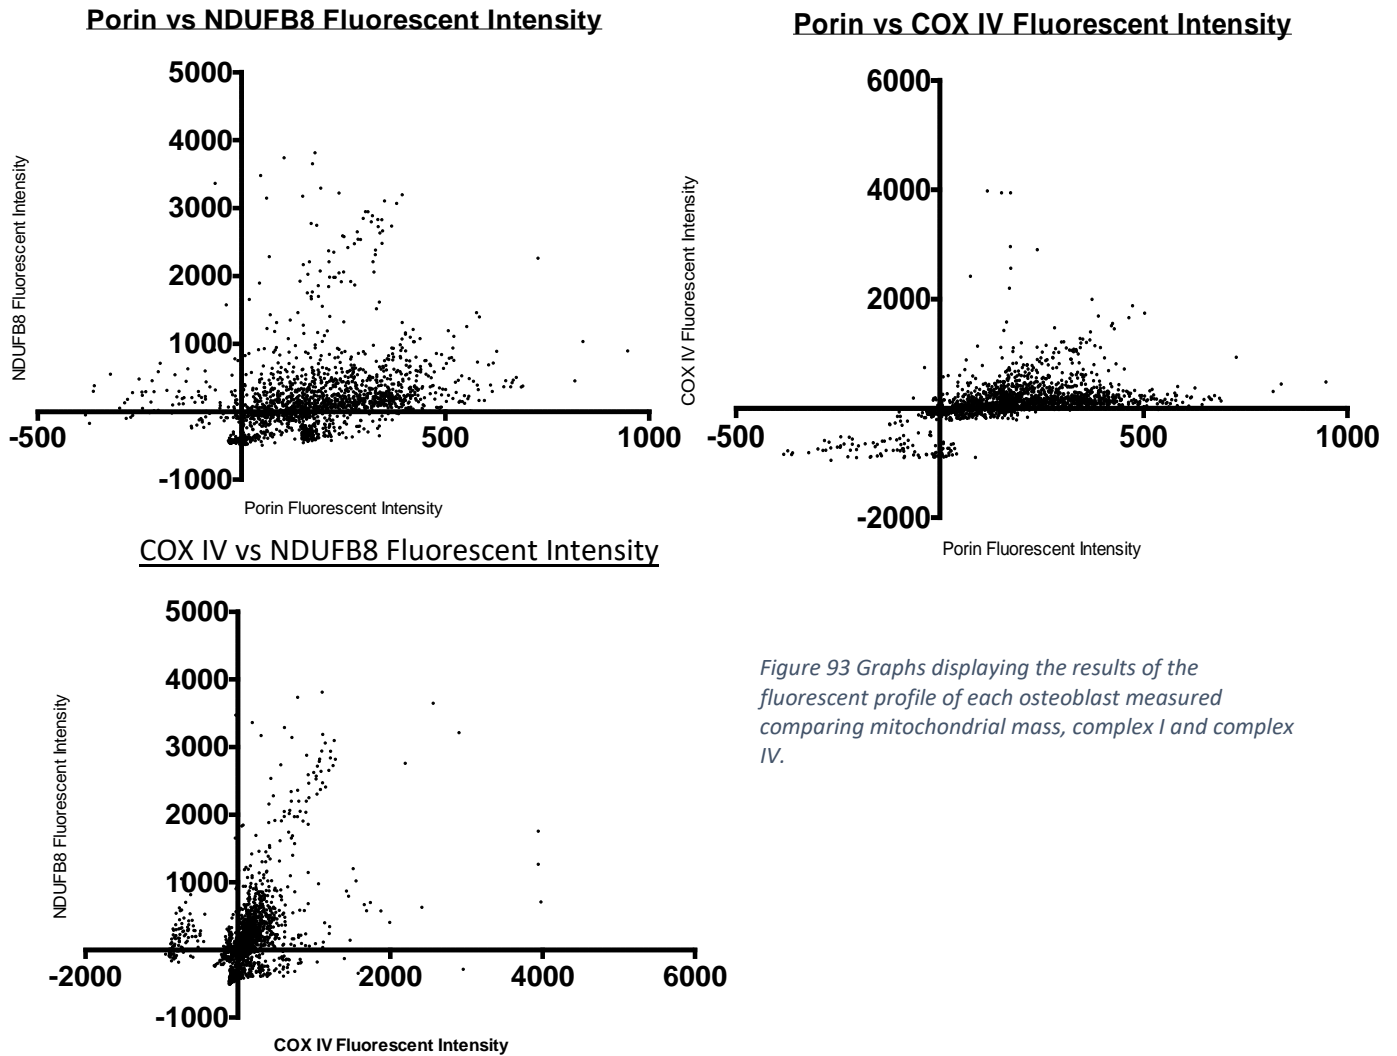 Porin vs NDUFB8 Fluorescent Intensity
5000
4000
3000
2000
1000
-500
500
1000
-1000
NDUFB8 Fluorescent Intensity
Porin Fluorescent Intensity
Porin vs COX IV Fluorescent Intensity
6000
4000
2000
-500
500
1000
-2000
COX IV Fluorescent Intensity
Porin Fluorescent Intensity
COX IV vs NDUFB8 Fluorescent Intensity
5000
4000
3000
2000
1000
-2000
2000
4000
6000
-1000
NDUFB8 Fluorescent Intensity
COX IV Fluorescent Intensity
Figure 93 Graphs displaying the results of the
fluorescent profile of each osteoblast measured
comparing mitochondrial mass, complex I and complex
IV.